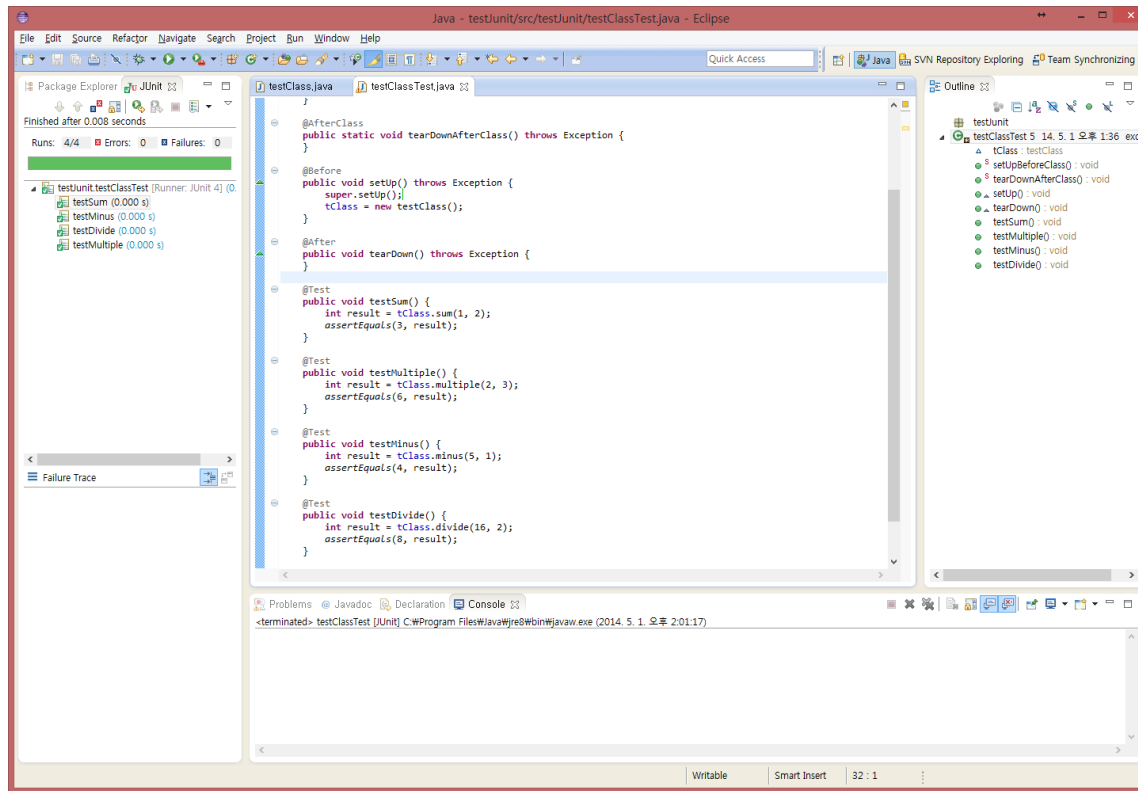 Java - testJunit/src/testJunit/testClassTest.java - Eclipse
File Edit Source Refactor Navigate Search Project Run Window Help
Quick Access
Java
SVN Repository Exploring
Team Synchronizing
Package Explorer
JUnit
Finished after 0.008 seconds
Runs: 4/4
Errors: 0
Failures: 0
testJunit.testClassTest [Runner: JUnit 4] (0.
testSum (0.000 s)
testMinus (0.000 s)
testDivide (0.000 s)
testMultiple (0.000 s)
Failure Trace
testClass.java
testClassTest.java
}
@AfterClass
public static void tearDownAfterClass() throws Exception {
}
@Before
public void setUp() throws Exception {
super.setUp();
tClass = new testClass();
}
@After
public void tearDown() throws Exception {
}
@Test
public void testSum() {
int result = tClass.sum(1, 2);
assertEquals(3, result);
}
@Test
public void testMultiple() {
int result = tClass.multiple(2, 3);
assertEquals(6, result);
}
@Test
public void testMinus() {
int result = tClass.minus(5, 1);
assertEquals(4, result);
}
@Test
public void testDivide() {
int result = tClass.divide(16, 2);
assertEquals(8, result);
}
Outline
testJunit
testClassTest 5 14. 5. 1 오후 1:36 exc
tClass : testClass
setUpBeforeClass() : void
tearDownAfterClass() : void
setUp() : void
tearDown() : void
testSum() : void
testMultiple() : void
testMinus() : void
testDivide() : void
Problems
@ Javadoc
Declaration
Console
<terminated> testClassTest [JUnit] C:₩Program Files₩Java₩jre8₩bin₩javaw.exe (2014. 5. 1. 오후 2:01:17)
Writable
Smart Insert
32 : 1